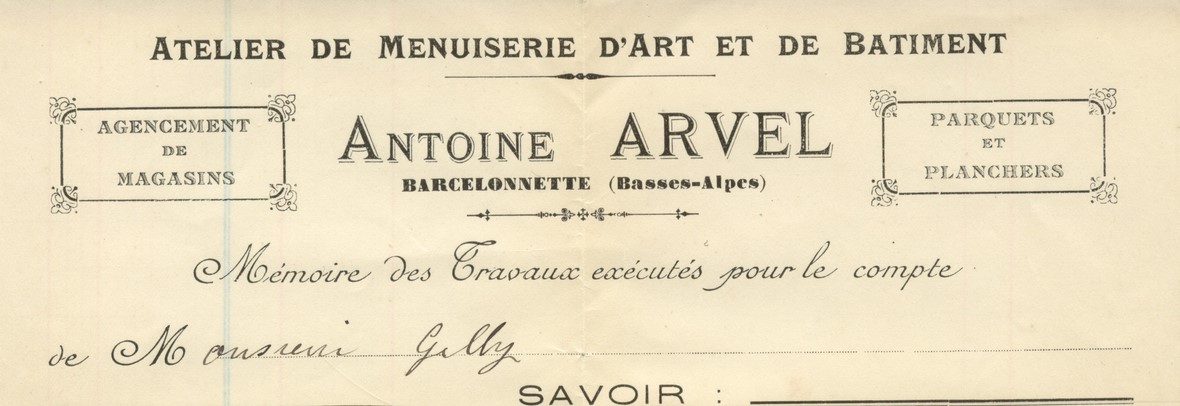 ATELIER DE MENUISERIE D'ART ET DE BATIMENT
AGENCEMENT
DE
MAGASINS
ANTOINE ARVEL
BARCELONNETTE (Basses-Alpes)
PARQUETS
ET
PLANCHERS
Mémoire des Travaux exécutés pour le compte
de Monsieur Gilly
SAVOIR :